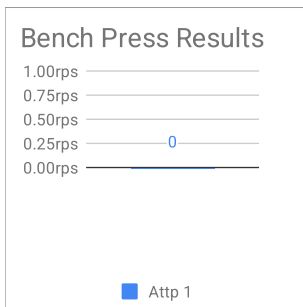 Bench Press Results
1.00rps
0.75rps
0.50rps
0.25rps
0
0.00rps
Attp 1